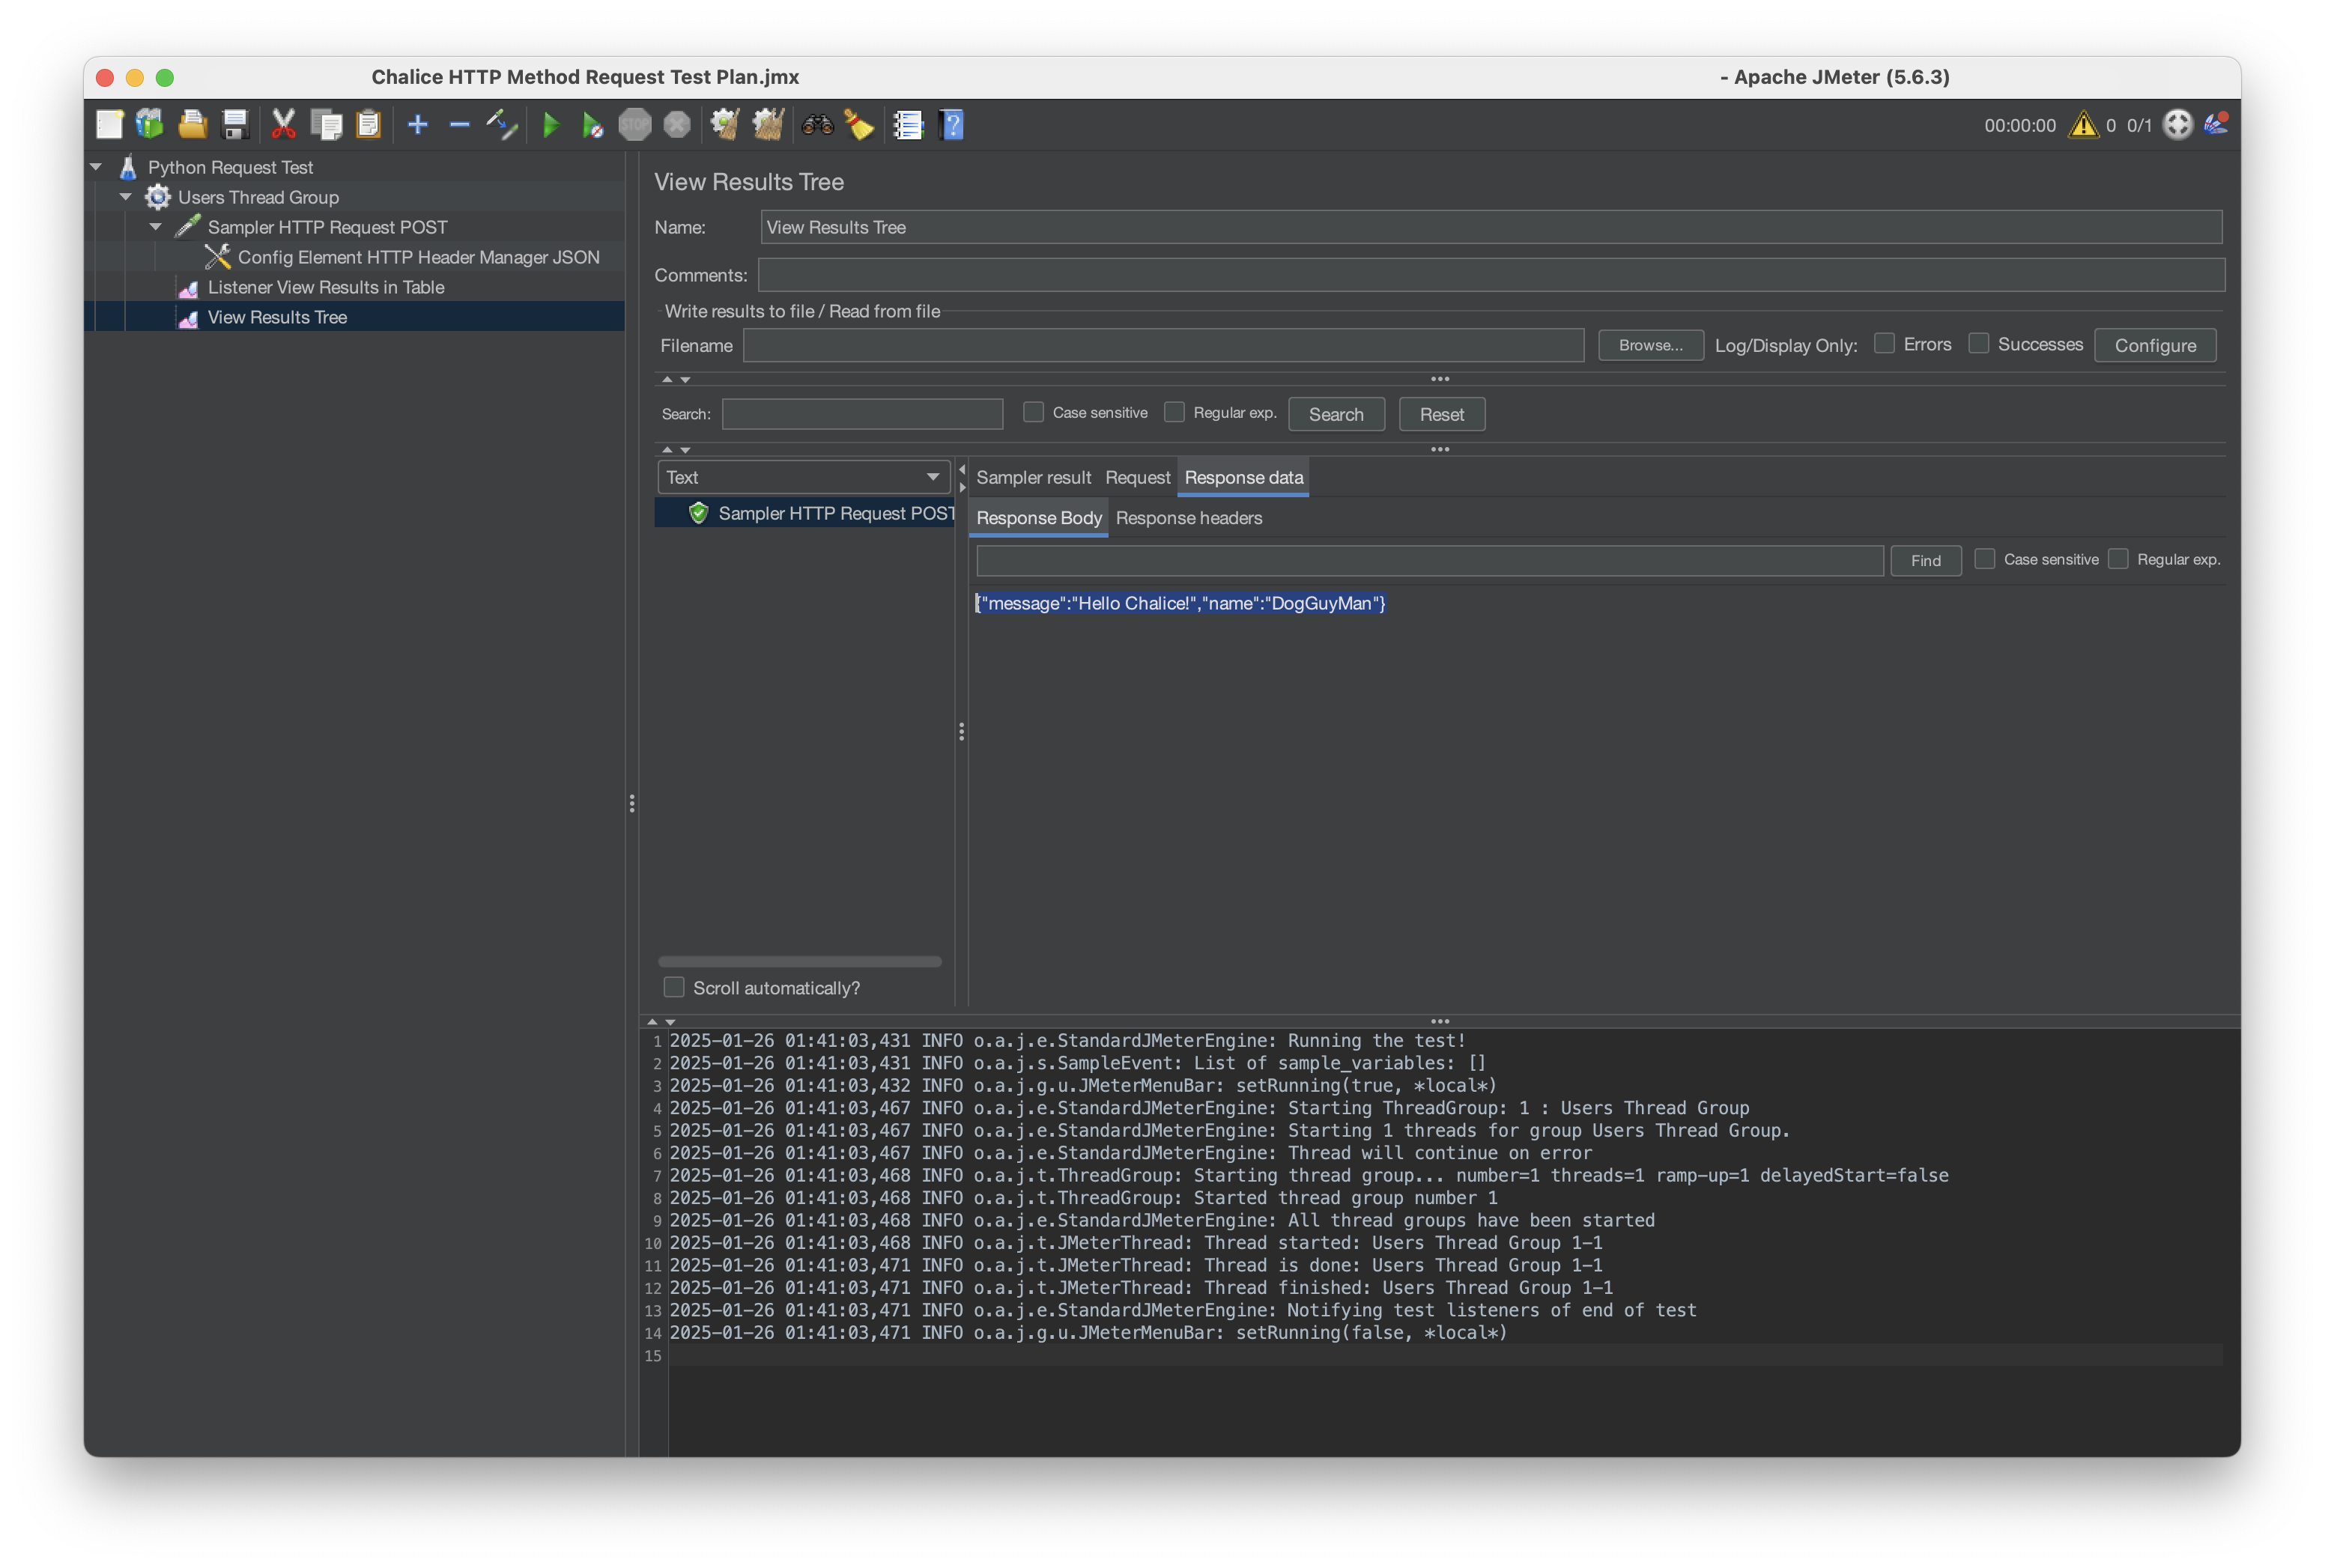 Chalice HTTP Method Request Test Plan.jmx - Apache JMeter (5.6.3)
STOP
00:00:00 0 0/1
Python Request Test
Users Thread Group
Sampler HTTP Request POST
Config Element HTTP Header Manager JSON
Listener View Results in Table
View Results Tree
View Results Tree
Name: View Results Tree
Comments:
Write results to file / Read from file
Filename Browse... Log/Display Only: Errors Successes Configure
Search: Case sensitive Regular exp. Search Reset
Text
Sampler HTTP Request POST
Scroll automatically?
Sampler result Request Response data
Response Body Response headers
Find Case sensitive Regular exp.
{"message":"Hello Chalice!","name":"DogGuyMan"}
1 2025-01-26 01:41:03,431 INFO o.a.j.e.StandardJMeterEngine: Running the test!
2 2025-01-26 01:41:03,431 INFO o.a.j.s.SampleEvent: List of sample_variables: []
3 2025-01-26 01:41:03,432 INFO o.a.j.g.u.JMeterMenuBar: setRunning(true, *local*)
4 2025-01-26 01:41:03,467 INFO o.a.j.e.StandardJMeterEngine: Starting ThreadGroup: 1 : Users Thread Group
5 2025-01-26 01:41:03,467 INFO o.a.j.e.StandardJMeterEngine: Starting 1 threads for group Users Thread Group.
6 2025-01-26 01:41:03,467 INFO o.a.j.e.StandardJMeterEngine: Thread will continue on error
7 2025-01-26 01:41:03,468 INFO o.a.j.t.ThreadGroup: Starting thread group... number=1 threads=1 ramp-up=1 delayedStart=false
8 2025-01-26 01:41:03,468 INFO o.a.j.t.ThreadGroup: Started thread group number 1
9 2025-01-26 01:41:03,468 INFO o.a.j.e.StandardJMeterEngine: All thread groups have been started
10 2025-01-26 01:41:03,468 INFO o.a.j.t.JMeterThread: Thread started: Users Thread Group 1-1
11 2025-01-26 01:41:03,471 INFO o.a.j.t.JMeterThread: Thread is done: Users Thread Group 1-1
12 2025-01-26 01:41:03,471 INFO o.a.j.t.JMeterThread: Thread finished: Users Thread Group 1-1
13 2025-01-26 01:41:03,471 INFO o.a.j.e.StandardJMeterEngine: Notifying test listeners of end of test
14 2025-01-26 01:41:03,471 INFO o.a.j.g.u.JMeterMenuBar: setRunning(false, *local*)
15